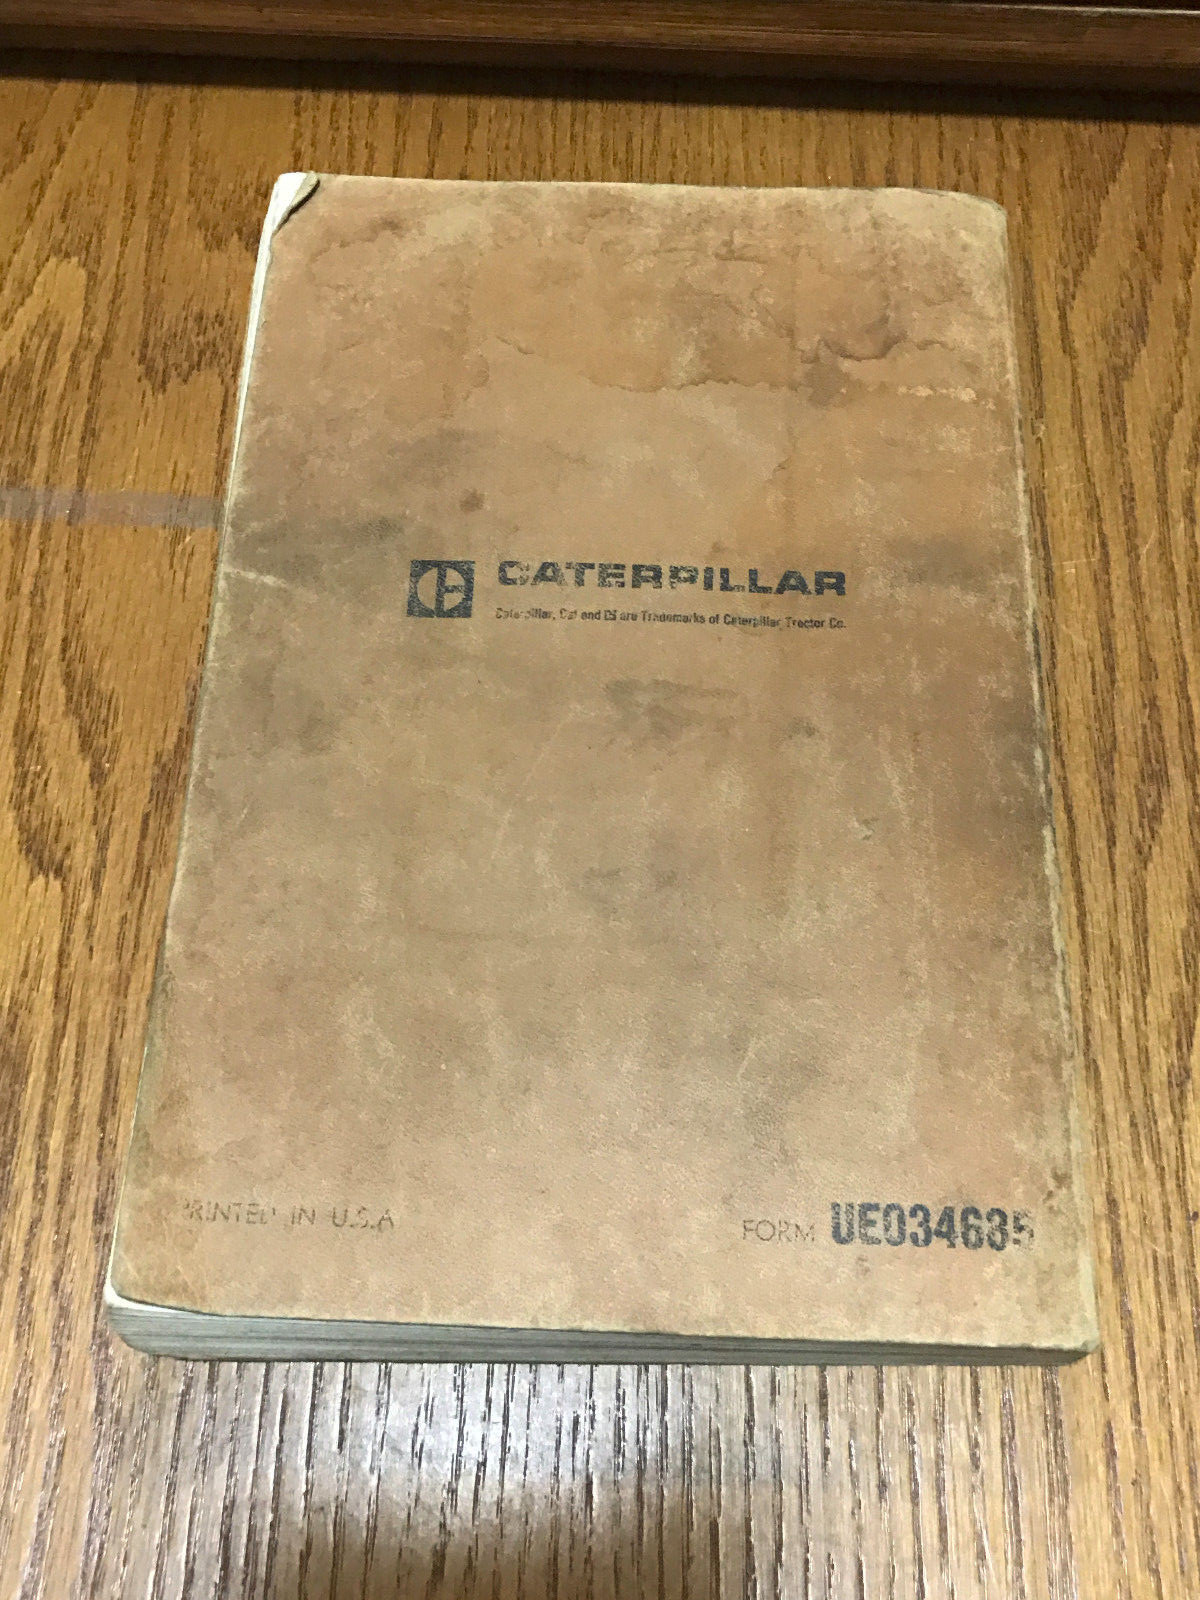 CATERPILLAR
Caterpillar, Cat and are Trademarks of Caterpillar Tractor Co.
PRINTED IN U.S.A
FORM UE034635